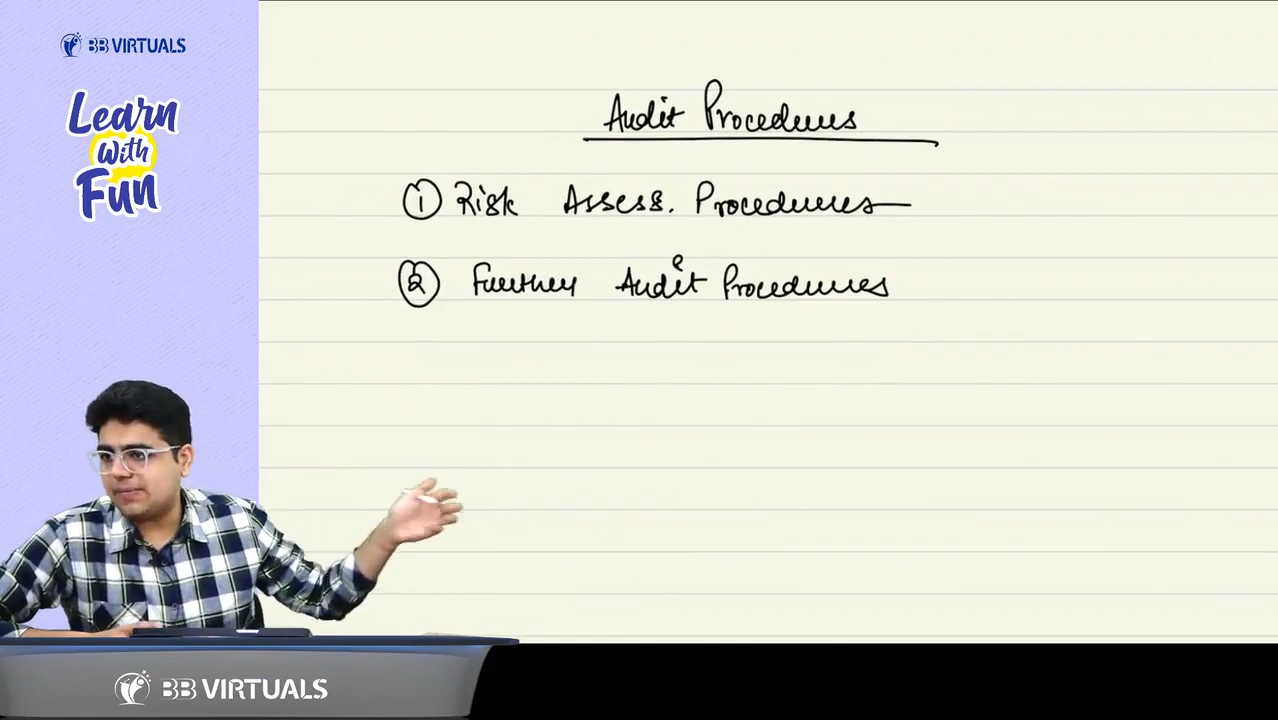 BB VIRTUALS
Learn
with
Fun
Audit Procedures
① Risk Assess. Procedures
② Further Audit Procedures
BB VIRTUALS